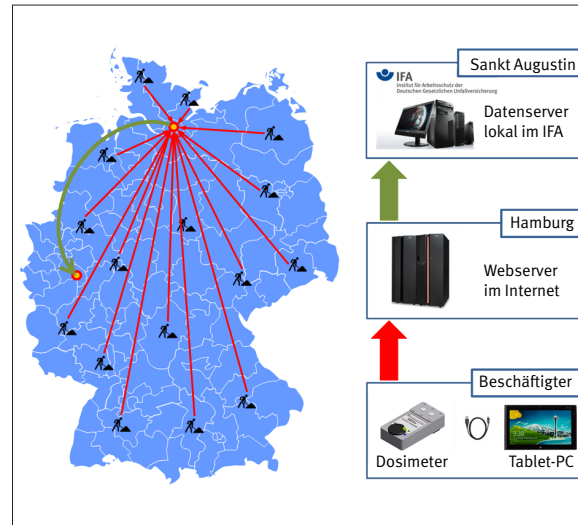 Sankt Augustin
IFA
Institut für Arbeitsschutz der
Deutschen Gesetzlichen Unfallversicherung
Datenserver
lokal im IFA
Hamburg
Webserver
im Internet
Beschäftigter
Dosimeter
Tablet-PC